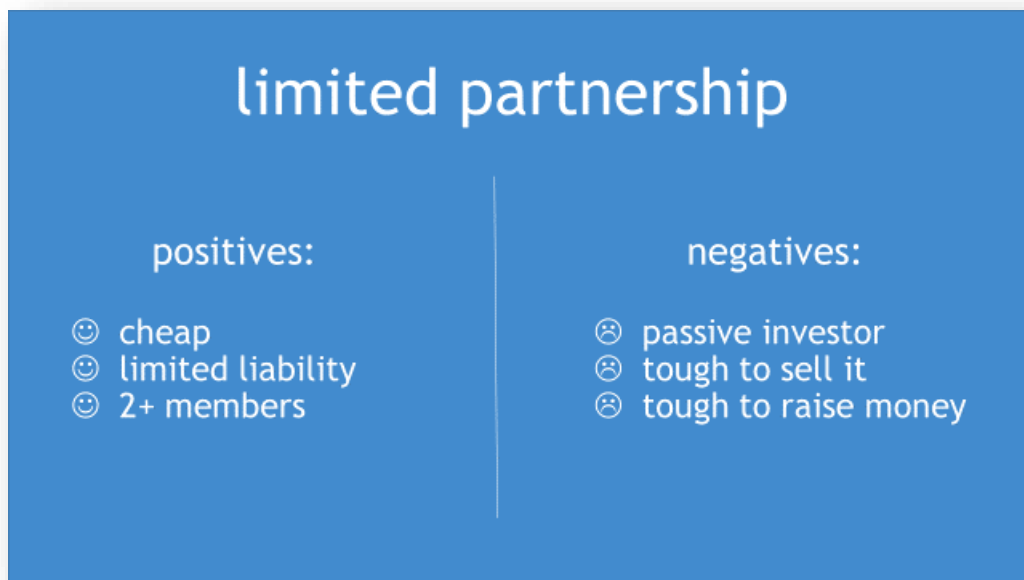 limited partnership
positives:
☺ cheap
☺ limited liability
☺ 2+ members
negatives:
☹ passive investor
☹ tough to sell it
☹ tough to raise money